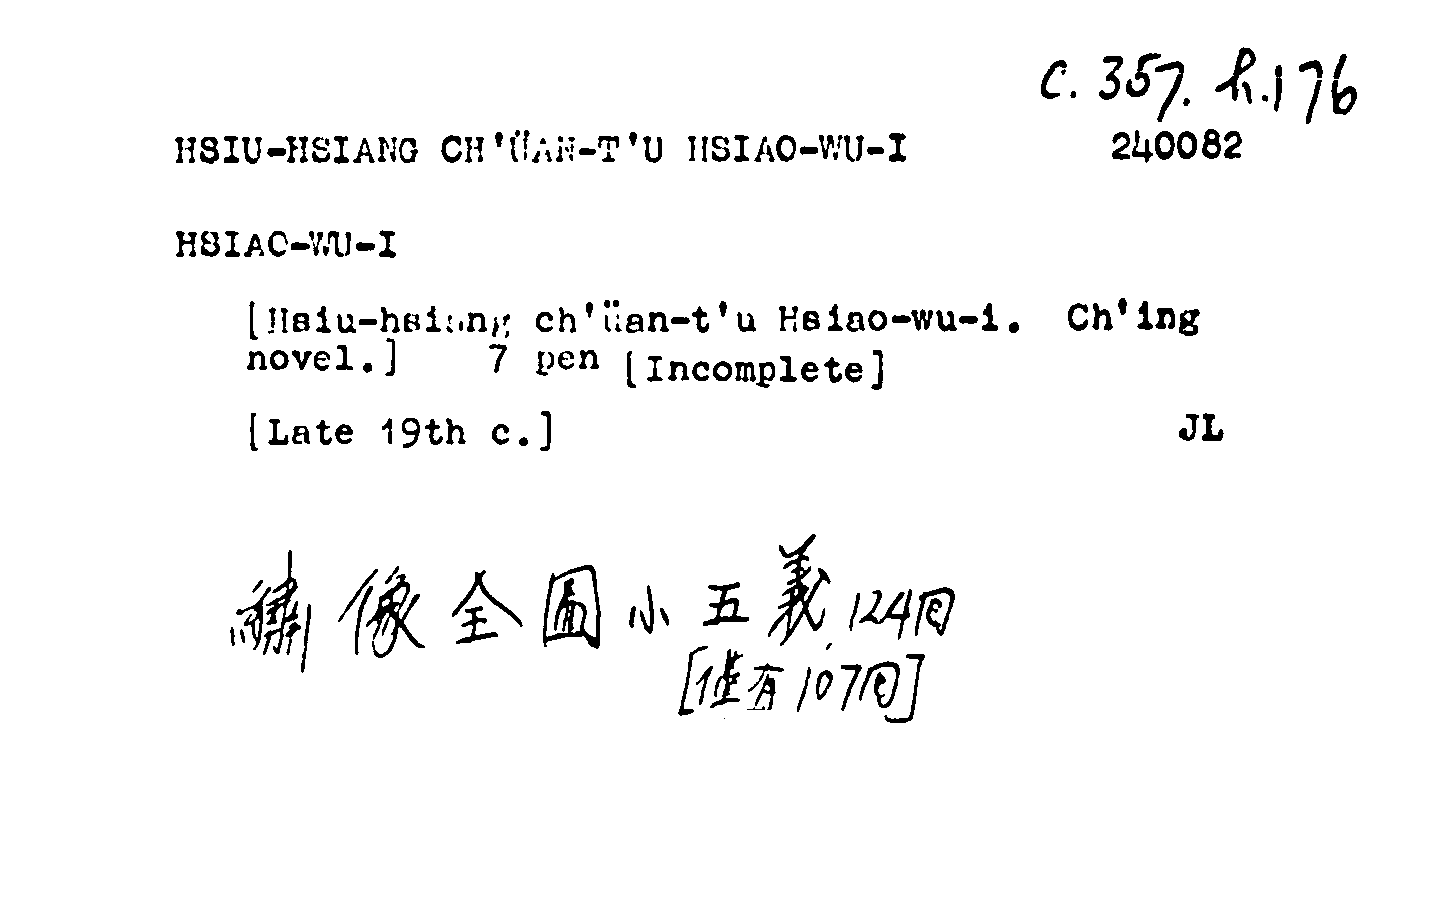 C. 357. h. 176
HSIU-HSIANG CH'ÜAN-T'U HSIAO-WU-I 240082
HSIAO-WU-I
[Hsiu-hsiang ch'üan-t'u Hsiao-wu-i. Ch'ing
novel.] 7 pen [Incomplete]
[Late 19th c.] JL
繡像全圖小五義 124回
[僅有107回]